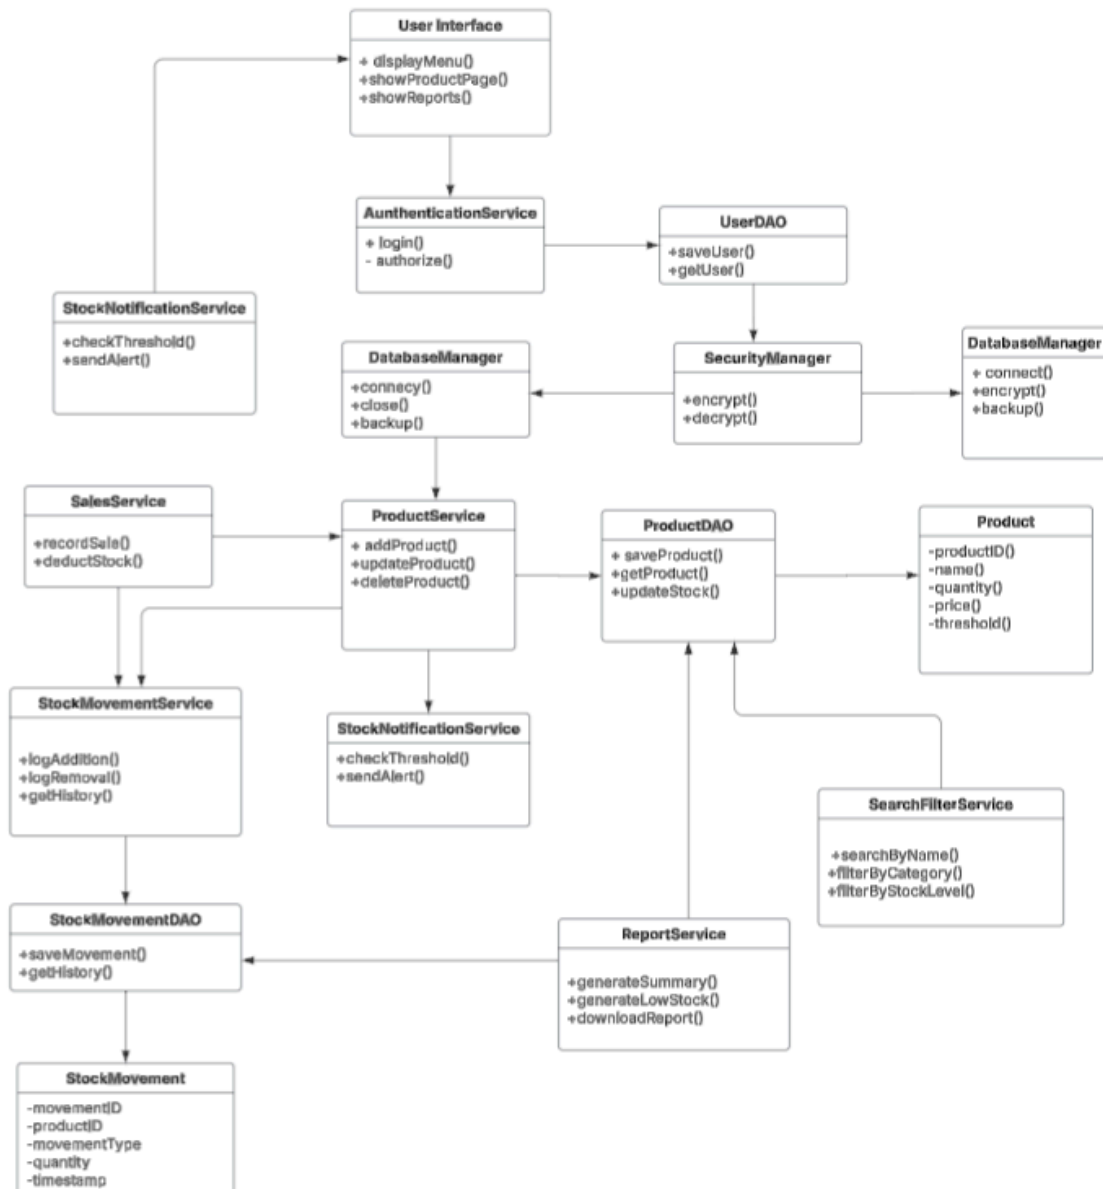 User Interface
+ displayMenu()
+showProductPage()
+showReports()
AunthenticationService
+ login()
- authorize()
UserDAO
+saveUser()
+getUser()
StockNotificationService
+checkThreshold()
+sendAlert()
DatabaseManager
+connecy()
+close()
+backup()
SecurityManager
+encrypt()
+decrypt()
DatabaseManager
+ connect()
+encrypt()
+backup()
SalesService
+recordSale()
+deductStock()
ProductService
+ addProduct()
+updateProduct()
+deleteProduct()
ProductDAO
+ saveProduct()
+getProduct()
+updateStock()
Product
-productID()
-name()
-quantity()
-price()
-threshold()
StockMovementService
+logAddition()
+logRemoval()
+getHistory()
StockNotificationService
+checkThreshold()
+sendAlert()
SearchFilterService
+searchByName()
+filterByCategory()
+filterByStockLevel()
StockMovementDAO
+saveMovement()
+getHistory()
ReportService
+generateSummary()
+generateLowStock()
+downloadReport()
StockMovement
-movementID
-productID
-movementType
-quantity
-timestamp